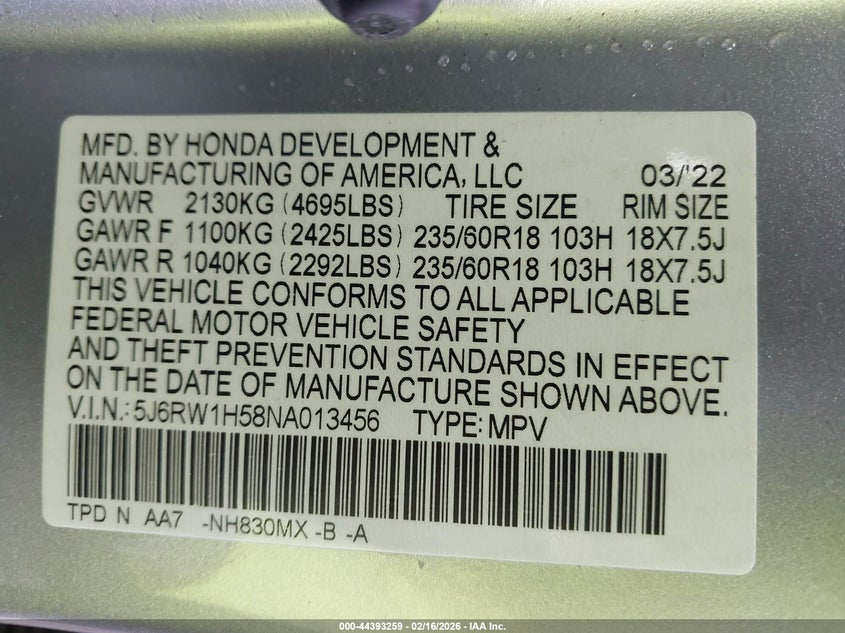 MFD. BY HONDA DEVELOPMENT &
MANUFACTURING OF AMERICA, LLC 03/'22
GVWR 2130KG (4695LBS) TIRE SIZE RIM SIZE
GAWR F 1100KG (2425LBS) 235/60R18 103H 18X7.5J
GAWR R 1040KG (2292LBS) 235/60R18 103H 18X7.5J
THIS VEHICLE CONFORMS TO ALL APPLICABLE
FEDERAL MOTOR VEHICLE SAFETY
AND THEFT PREVENTION STANDARDS IN EFFECT
ON THE DATE OF MANUFACTURE SHOWN ABOVE.
V.I.N.: 5J6RW1H58NA013456 TYPE: MPV
TPD N AA7 -NH830MX -B -A
000-44393259 - 02/16/2026 - IAA Inc.